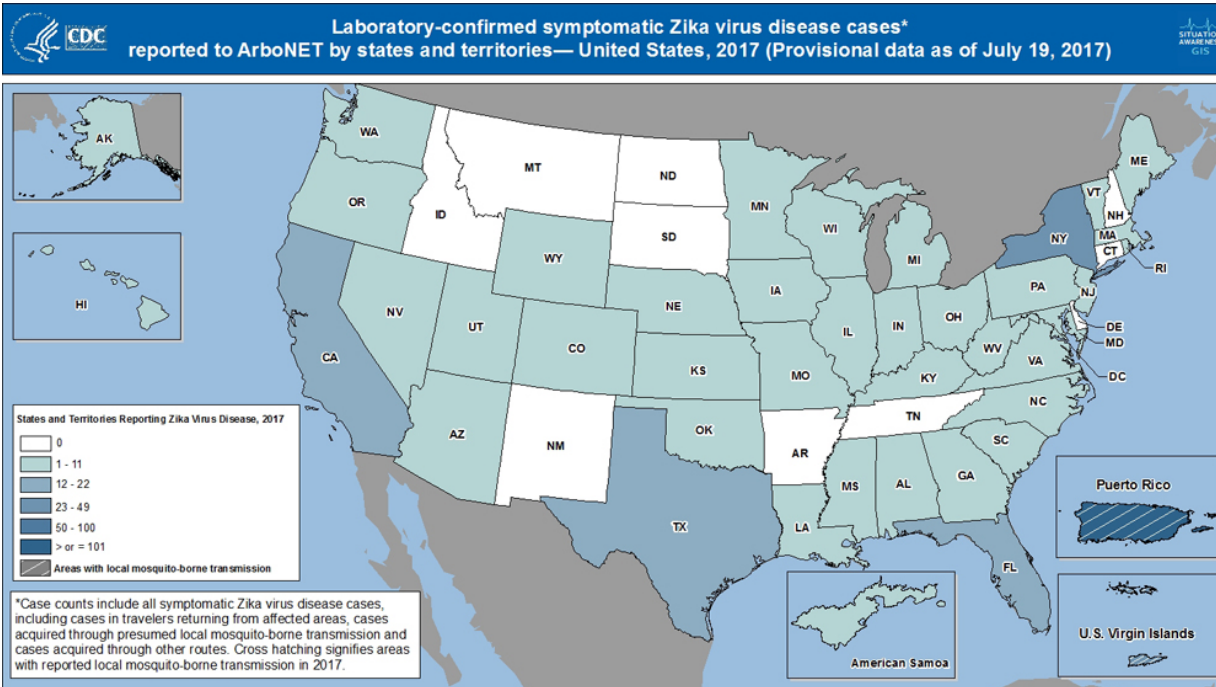 CDC
Laboratory-confirmed symptomatic Zika virus disease cases*
reported to ArboNET by states and territories— United States, 2017 (Provisional data as of July 19, 2017)
SITUATION
AWARENESS
GIS
AK
HI
WA
OR
CA
ID
NV
MT
WY
UT
AZ
CO
NM
ND
SD
NE
KS
OK
TX
MN
IA
MO
AR
LA
WI
IL
MI
IN
OH
KY
TN
MS
AL
GA
FL
SC
NC
VA
WV
PA
NY
VT
NH
ME
MA
CT
RI
NJ
DE
MD
DC
States and Territories Reporting Zika Virus Disease, 2017
0
1 - 11
12 - 22
23 - 49
50 - 100
> or = 101
Areas with local mosquito-borne transmission
*Case counts include all symptomatic Zika virus disease cases,
including cases in travelers returning from affected areas, cases
acquired through presumed local mosquito-borne transmission and
cases acquired through other routes. Cross hatching signifies areas
with reported local mosquito-borne transmission in 2017.
American Samoa
Puerto Rico
U.S. Virgin Islands